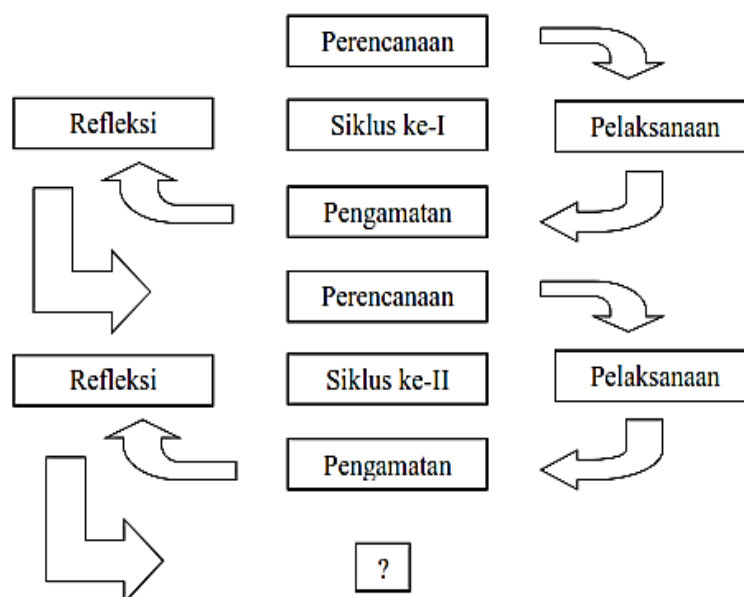 Perencanaan
Refleksi
Siklus ke-I
Pelaksanaan
Pengamatan
Perencanaan
Refleksi
Siklus ke-II
Pelaksanaan
Pengamatan
?